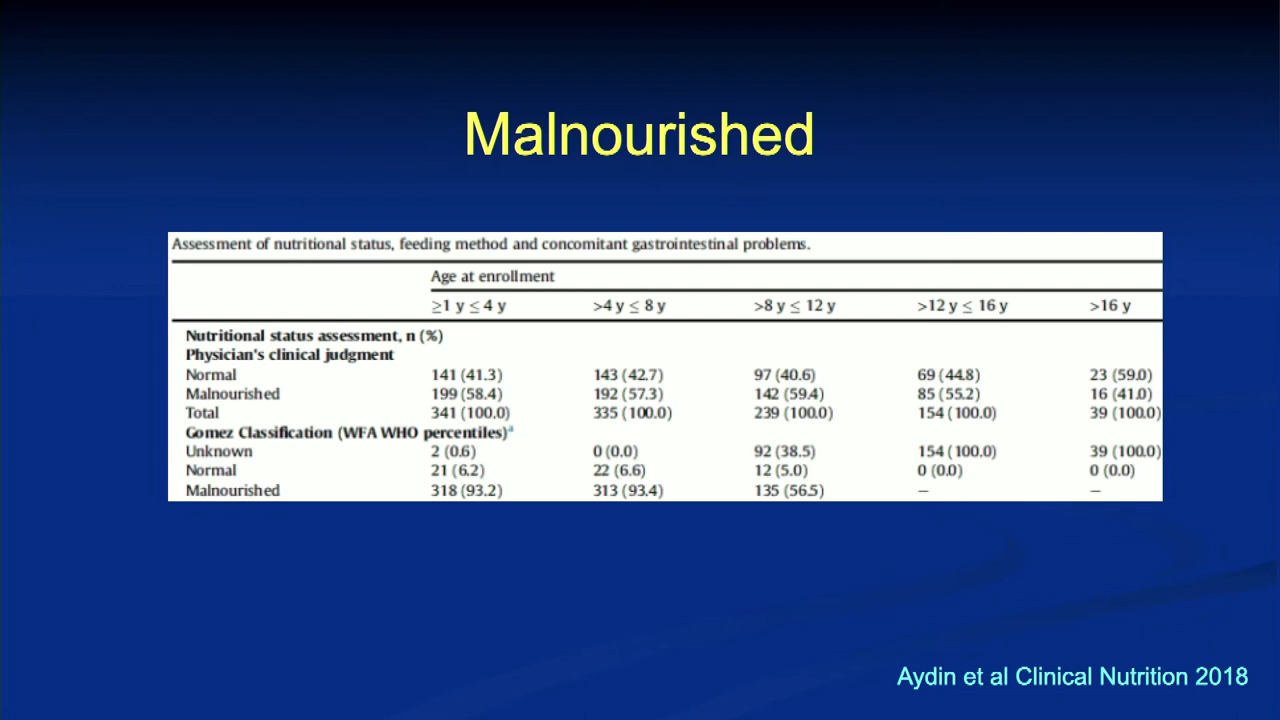 Malnourished
Assessment of nutritional status, feeding method and concomitant gastrointestinal problems.
Age at enrollment
≥1 y ≤ 4 y >4 y ≤ 8 y >8 y ≤ 12 y >12 y ≤ 16 y >16 y
Nutritional status assessment, n (%)
Physician's clinical judgment
Normal 141 (41.3) 143 (42.7) 97 (40.6) 69 (44.8) 23 (59.0)
Malnourished 199 (58.4) 192 (57.3) 142 (59.4) 85 (55.2) 16 (41.0)
Total 341 (100.0) 335 (100.0) 239 (100.0) 154 (100.0) 39 (100.0)
Gomez Classification (WFA WHO percentiles)a
Unknown 2 (0.6) 0 (0.0) 92 (38.5) 154 (100.0) 39 (100.0)
Normal 21 (6.2) 22 (6.6) 12 (5.0) 0 (0.0) 0 (0.0)
Malnourished 318 (93.2) 313 (93.4) 135 (56.5) – –
Aydin et al Clinical Nutrition 2018